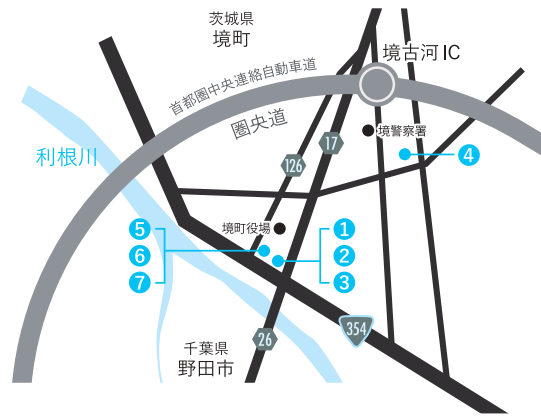 茨城県
境町
境古河IC
首都圏中央連絡自動車道
圏央道
17
境警察署
利根川
126
4
境町役場
5
1
6
2
7
3
354
千葉県
野田市
26